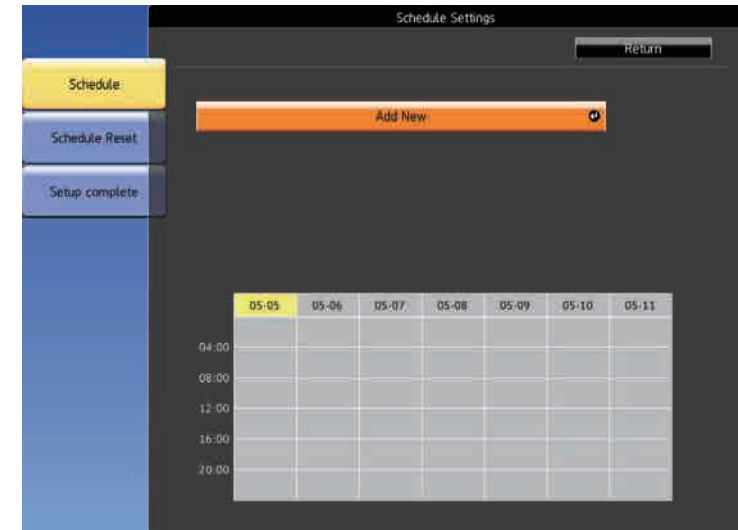 Schedule Settings
Return
Schedule
Add New
Schedule Reset
Setup complete
05-05 05-06 05-07 05-08 05-09 05-10 05-11
04:00
08:00
12:00
16:00
20:00